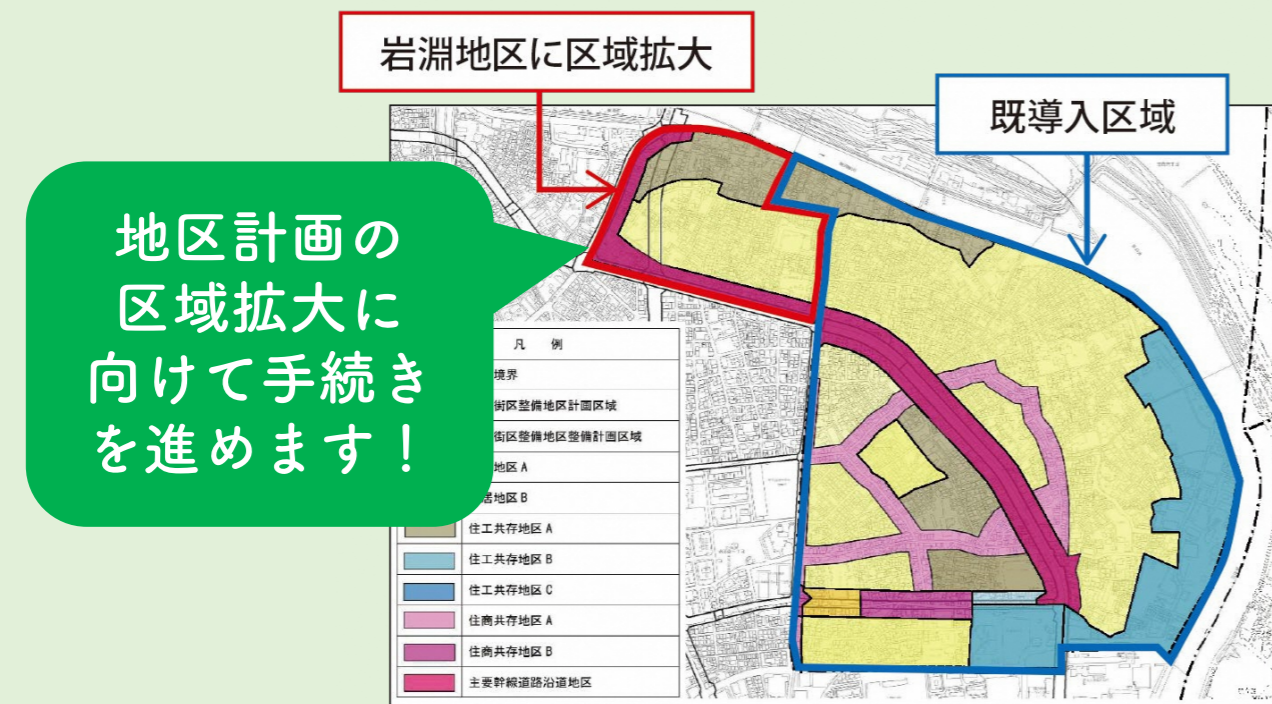 岩淵地区に区域拡大
既導入区域
地区計画の
区域拡大に
向けて手続き
を進めます！
凡 例
境界
街区整備地区計画区域
街区整備地区整備計画区域
地区 A
居地区 B
住工共存地区 A
住工共存地区 B
住工共存地区 C
住商共存地区 A
住商共存地区 B
主要幹線道路沿道地区